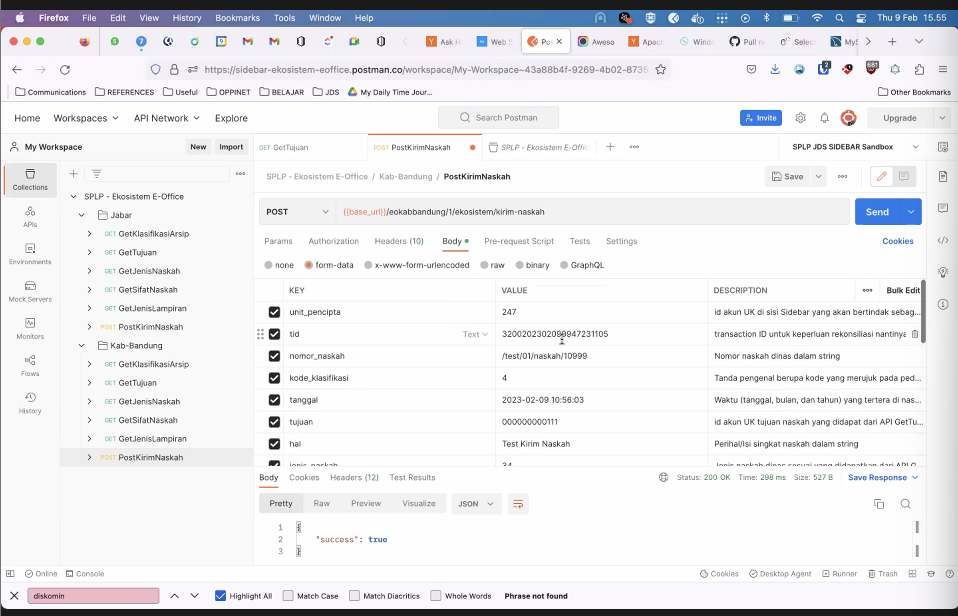 Firefox File Edit View History Bookmarks Tools Window Help Thu 9 Feb 15.55
Ask H Web S Pos Aweso Apac Wind Pull re Select MyS
https://sidebar-ekosistem-eoffice.postman.co/workspace/My-Workspace~43a88b4f-9269-4b02-8735 2 681
Communications REFERENCES Useful OPPINET BELAJAR JDS My Daily Time Jour... Other Bookmarks
Home Workspaces API Network Explore Search Postman Invite Upgrade
My Workspace New Import GET GetTujuan POST PostKirimNaskah SPLP - Ekosistem E-Offic SPLP JDS SIDEBAR Sandbox
Collections
APIs
Environments
Mock Servers
Monitors
Flows
History
SPLP - Ekosistem E-Office
Jabar
GET GetKlasifikasiArsip
GET GetTujuan
GET GetJenisNaskah
GET GetSifatNaskah
GET GetJenisLampiran
POST PostKirimNaskah
Kab-Bandung
GET GetKlasifikasiArsip
GET GetTujuan
GET GetJenisNaskah
GET GetSifatNaskah
GET GetJenisLampiran
POST PostKirimNaskah
SPLP - Ekosistem E-Office / Kab-Bandung / PostKirimNaskah Save
POST {{base_url}}/eokabbandung/1/ekosistem/kirim-naskah Send
Params Authorization Headers (10) Body Pre-request Script Tests Settings Cookies
none form-data x-www-form-urlencoded raw binary GraphQL
KEY VALUE DESCRIPTION Bulk Edit
unit_pencipta 247 id akun UK di sisi Sidebar yang akan bertindak sebag...
tid Text 3200202302099947231105 transaction ID untuk keperluan rekonsiliasi nantinya
nomor_naskah /test/01/naskah/10999 Nomor naskah dinas dalam string
kode_klasifikasi 4 Tanda pengenal berupa kode yang merujuk pada ped...
tanggal 2023-02-09 10:56:03 Waktu (tanggal, bulan, dan tahun) yang tertera di nas...
tujuan 000000000111 id akun UK tujuan naskah yang didapat dari API GetTu...
hal Test Kirim Naskah Perihal/Isi singkat naskah dalam string
jenis_naskah 34
Body Cookies Headers (12) Test Results Status: 200 OK Time: 298 ms Size: 527 B Save Response
Pretty Raw Preview Visualize JSON
1 {
2 "success": true
3 }
Online Console Cookies Desktop Agent Runner Trash
diskomin Highlight All Match Case Match Diacritics Whole Words Phrase not found